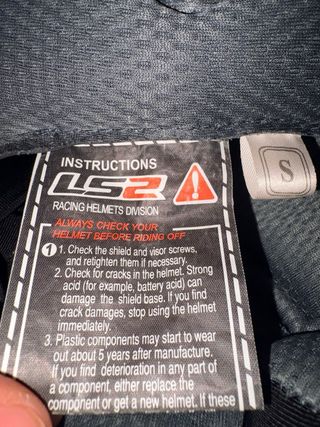 INSTRUCTIONS
LS2
RACING HELMETS DIVISION
ALWAYS CHECK YOUR
HELMET BEFORE RIDING OFF
1 1. Check the shield and visor screws,
and retighten them if necessary.
2. Check for cracks in the helmet. Strong
acid (for example, battery acid) can
damage the shield base. If you find
crack damages, stop using the helmet
immediately.
3. Plastic components may start to wear
out about 5 years after manufacture.
If you find deterioration in any part of
a component, either replace the
component or get a new helmet. If these
S